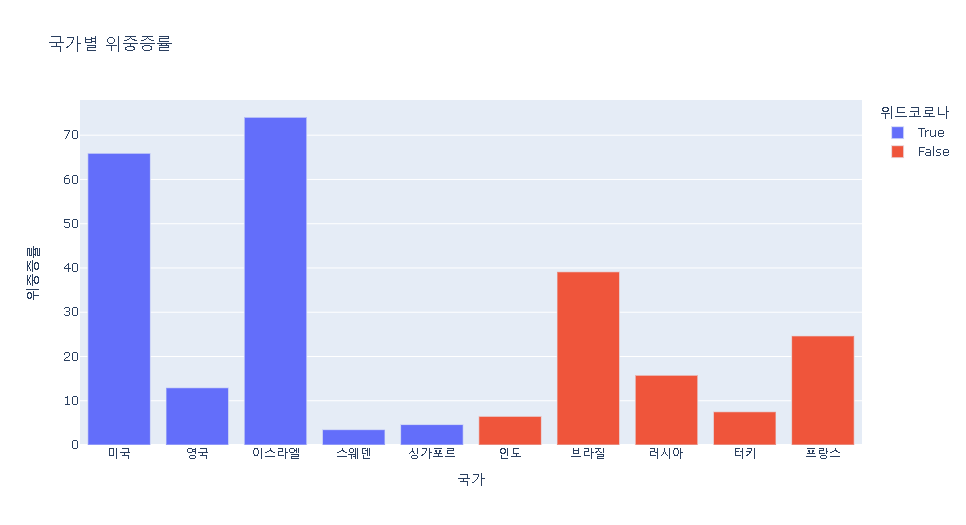 국가별 위중증률
위드코로나
True
False
위중증률
70
60
50
40
30
20
10
0
미국 영국 이스라엘 스웨덴 싱가포르 인도 브라질 러시아 터키 프랑스
국가